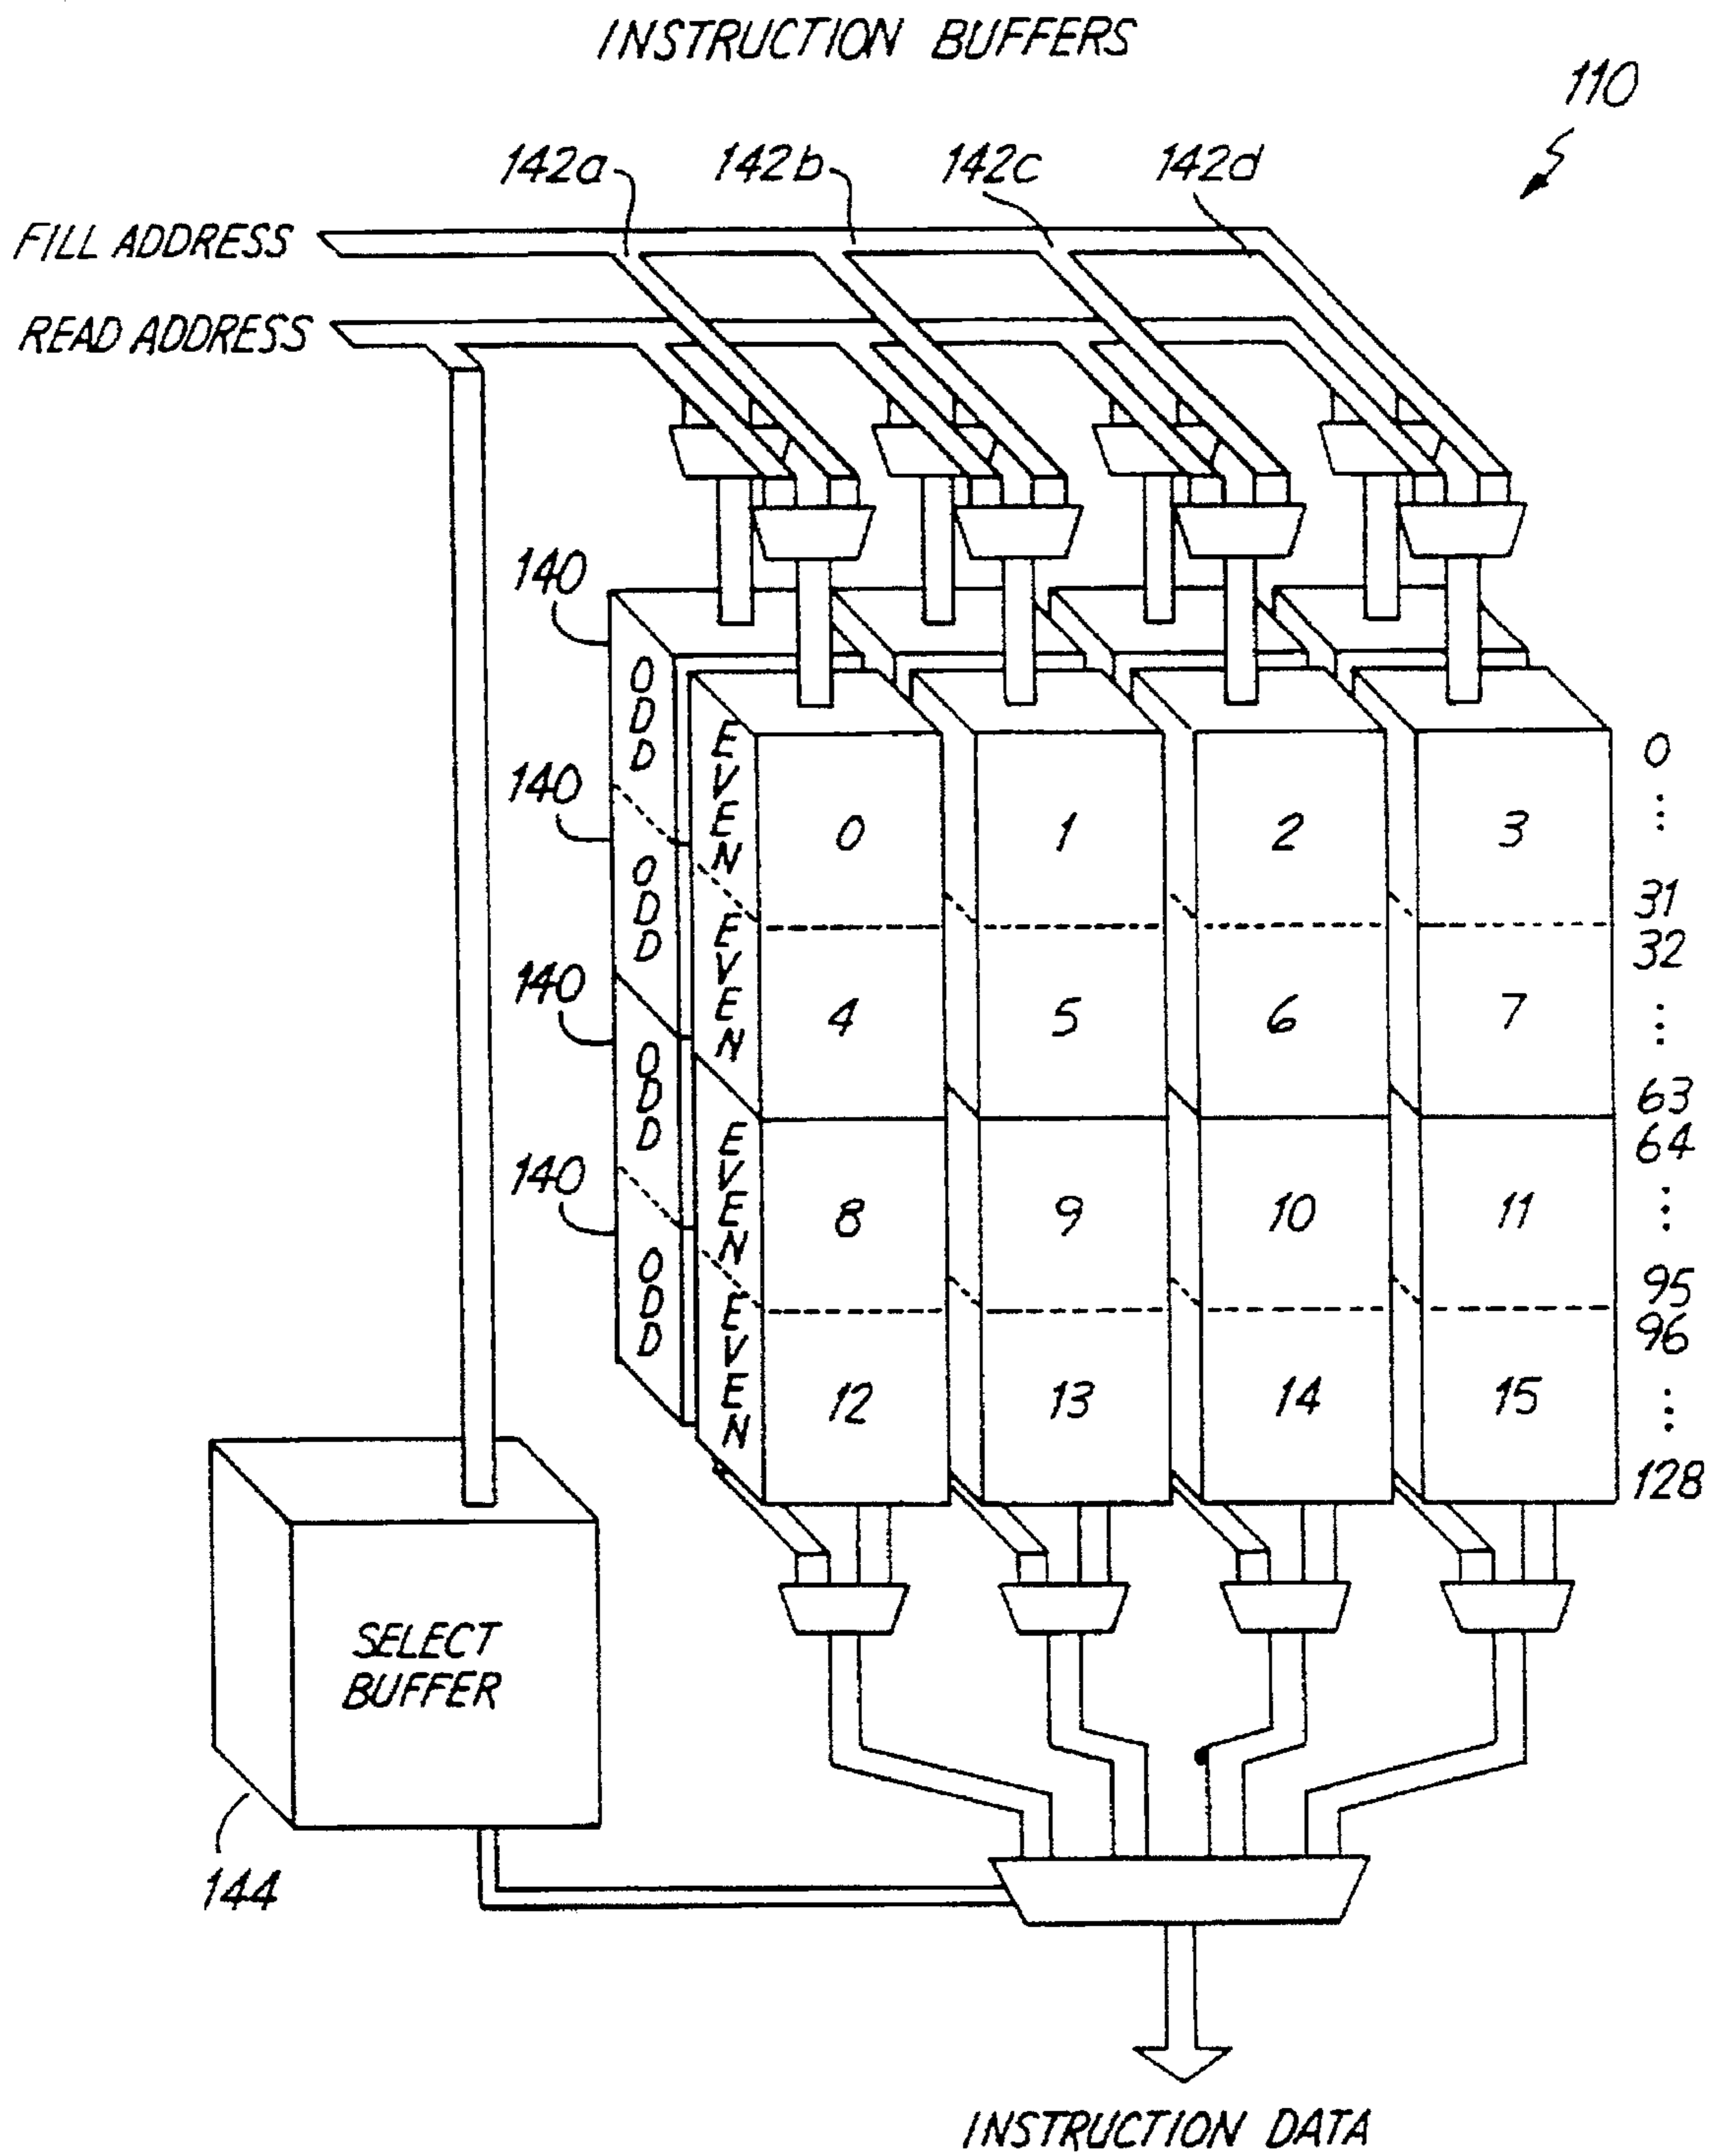 INSTRUCTION BUFFERS
110
142a
142b
142c
142d
FILL ADDRESS
READ ADDRESS
140
140
140
140
ODD
ODD
ODD
ODD
EVEN
EVEN
EVEN
EVEN
0 1 2 3
4 5 6 7
8 9 10 11
12 13 14 15
0
⋮
31
32
⋮
63
64
⋮
95
96
⋮
128
SELECT
BUFFER
144
INSTRUCTION DATA